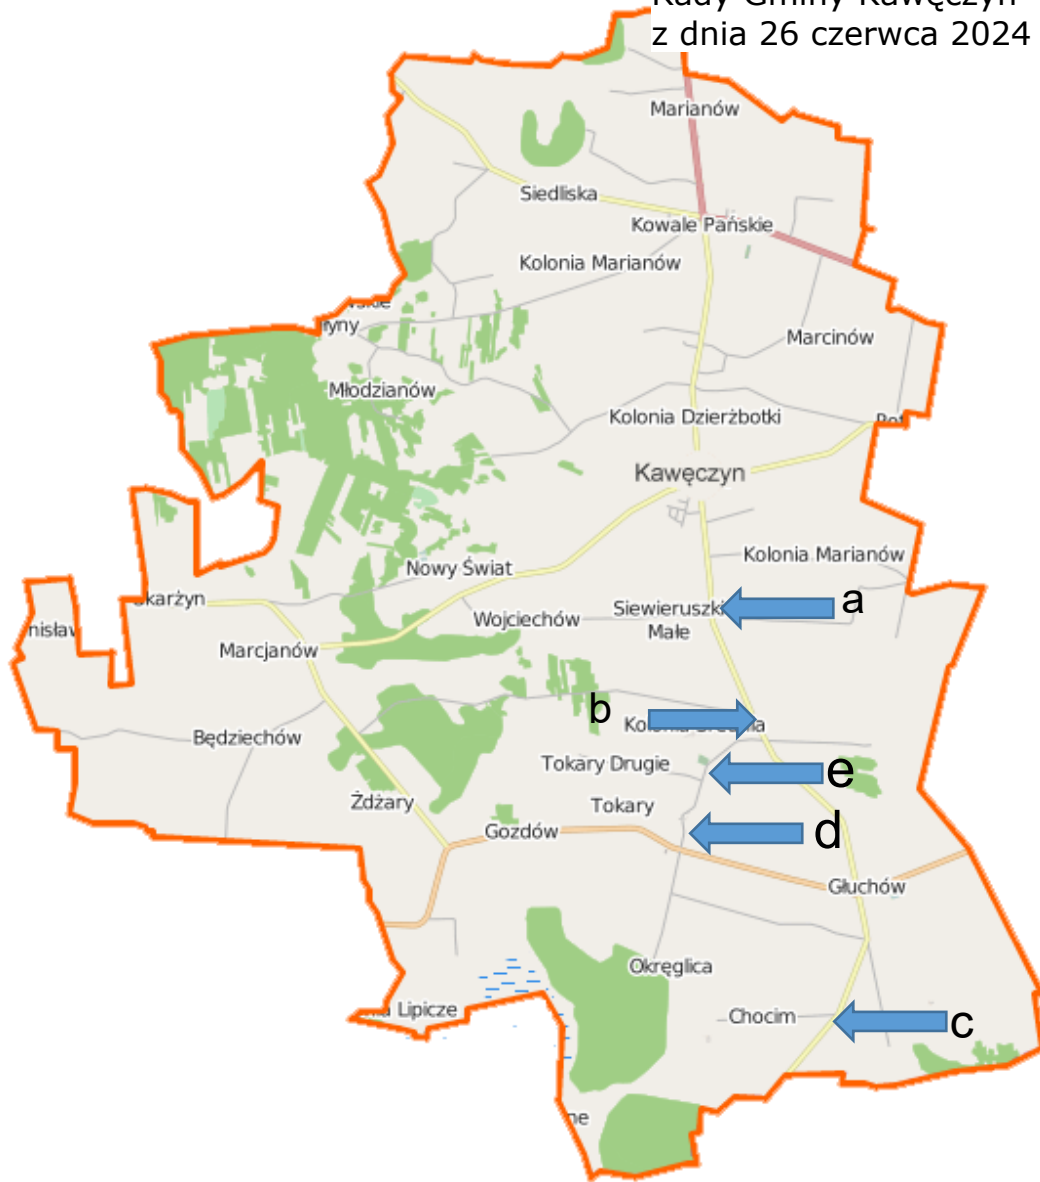 z dnia 26 czerwca 2024
Marianów
Siedliska
Kowale Pańskie
Kolonia Marianów
Marcinów
Młodzianów
Kolonia Dzierżbotki
Kawęczyn
Kolonia Marianów
Nowy Świat
a
Siewieruszki
Małe
Wojciechów
Marcjanów
b
Będziechów
Tokary Drugie
e
Żdżary
Tokary
d
Gozdów
Głuchów
Okręglica
Lipicze
Chocim
c